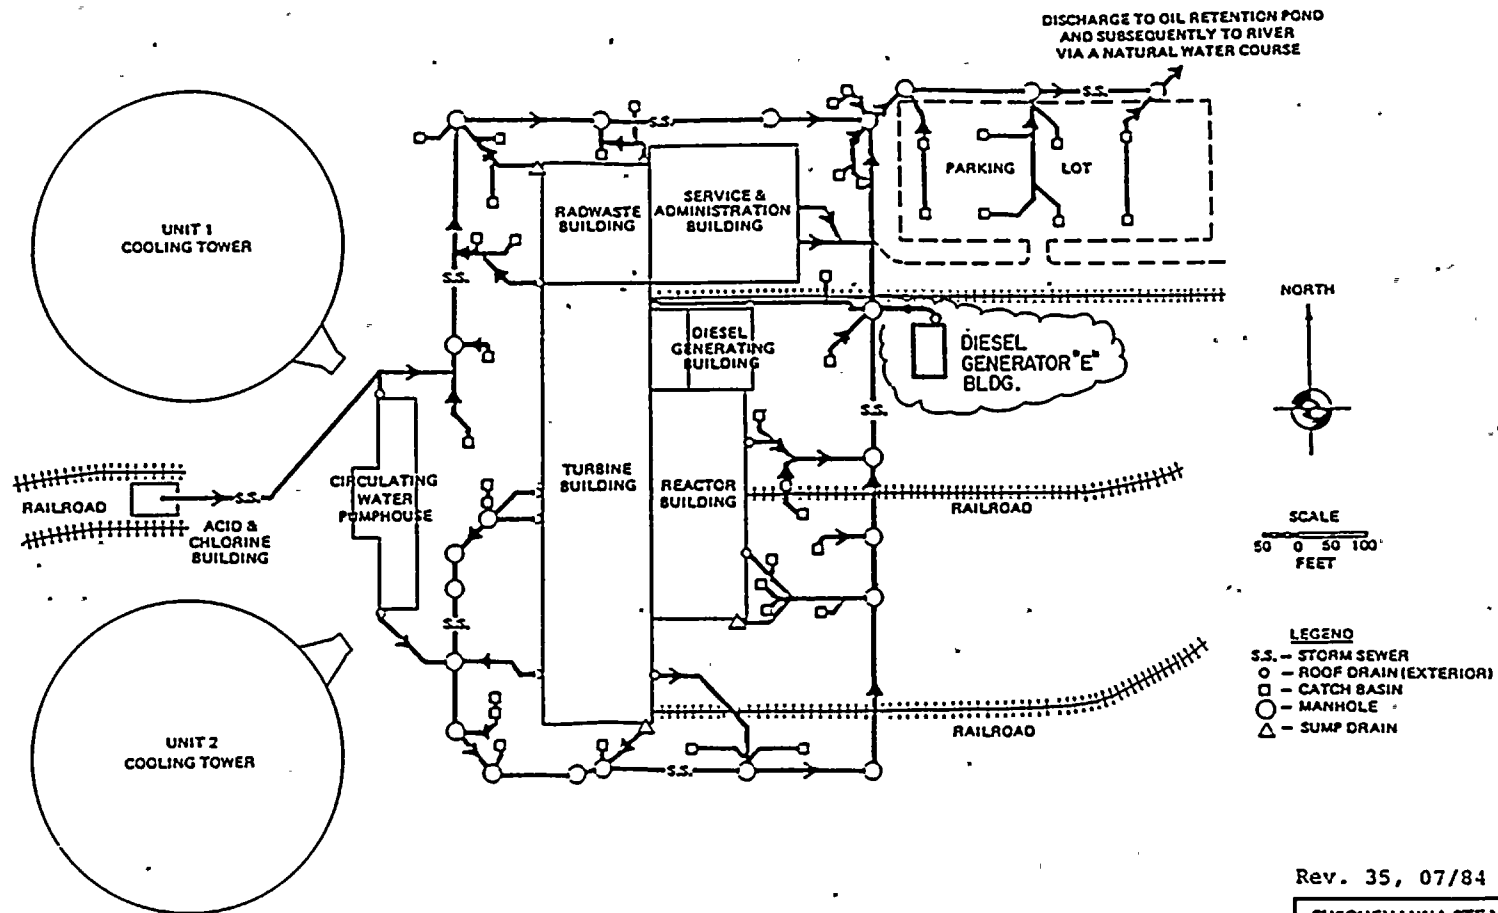 DISCHARGE TO OIL RETENTION POND
AND SUBSEQUENTLY TO RIVER
VIA A NATURAL WATER COURSE
S.S.
S.S.
PARKING LOT
UNIT 1
COOLING TOWER
RADWASTE
BUILDING
SERVICE &
ADMINISTRATION
BUILDING
S.S.
NORTH
DIESEL
GENERATING
BUILDING
DIESEL
GENERATOR "E"
BLDG.
S.S.
TURBINE
BUILDING
REACTOR
BUILDING
CIRCULATING
WATER
PUMPHOUSE
RAILROAD
S.S.
ACID &
CHLORINE
BUILDING
RAILROAD
SCALE
50 0 50 100
FEET
S.S.
LEGEND
S.S. - STORM SEWER
- ROOF DRAIN (EXTERIOR)
- CATCH BASIN
- MANHOLE
- SUMP DRAIN
RAILROAD
UNIT 2
COOLING TOWER
S.S.
Rev. 35, 07/84